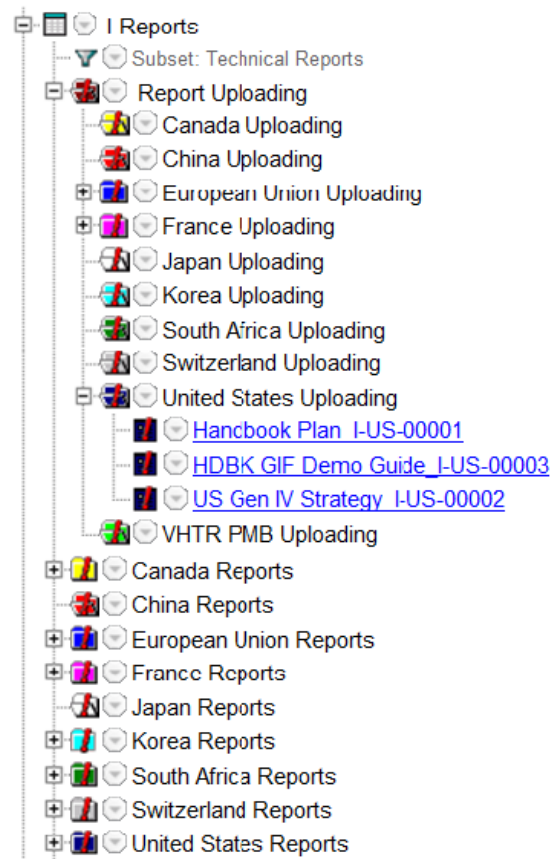 I Reports
Subset: Technical Reports
Report Uploading
Canada Uploading
China Uploading
European Union Uploading
France Uploading
Japan Uploading
Korea Uploading
South Africa Uploading
Switzerland Uploading
United States Uploading
Handbook Plan_I-US-00001
HDBK GIF Demo Guide_I-US-00003
US Gen IV Strategy_I-US-00002
VHTR PMB Uploading
Canada Reports
China Reports
European Union Reports
France Reports
Japan Reports
Korea Reports
South Africa Reports
Switzerland Reports
United States Reports